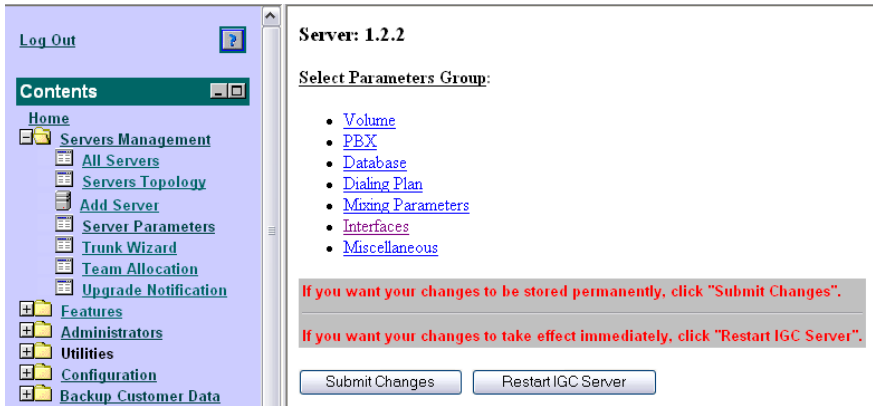 Log Out
?
Contents
Home
Servers Management
All Servers
Servers Topology
Add Server
Server Parameters
Trunk Wizard
Team Allocation
Upgrade Notification
Features
Administrators
Utilities
Configuration
Backup Customer Data
Server: 1.2.2
Select Parameters Group:
Volume
PBX
Database
Dialing Plan
Mixing Parameters
Interfaces
Miscellaneous
If you want your changes to be stored permanently, click "Submit Changes".
If you want your changes to take effect immediately, click "Restart IGC Server".
Submit Changes
Restart IGC Server